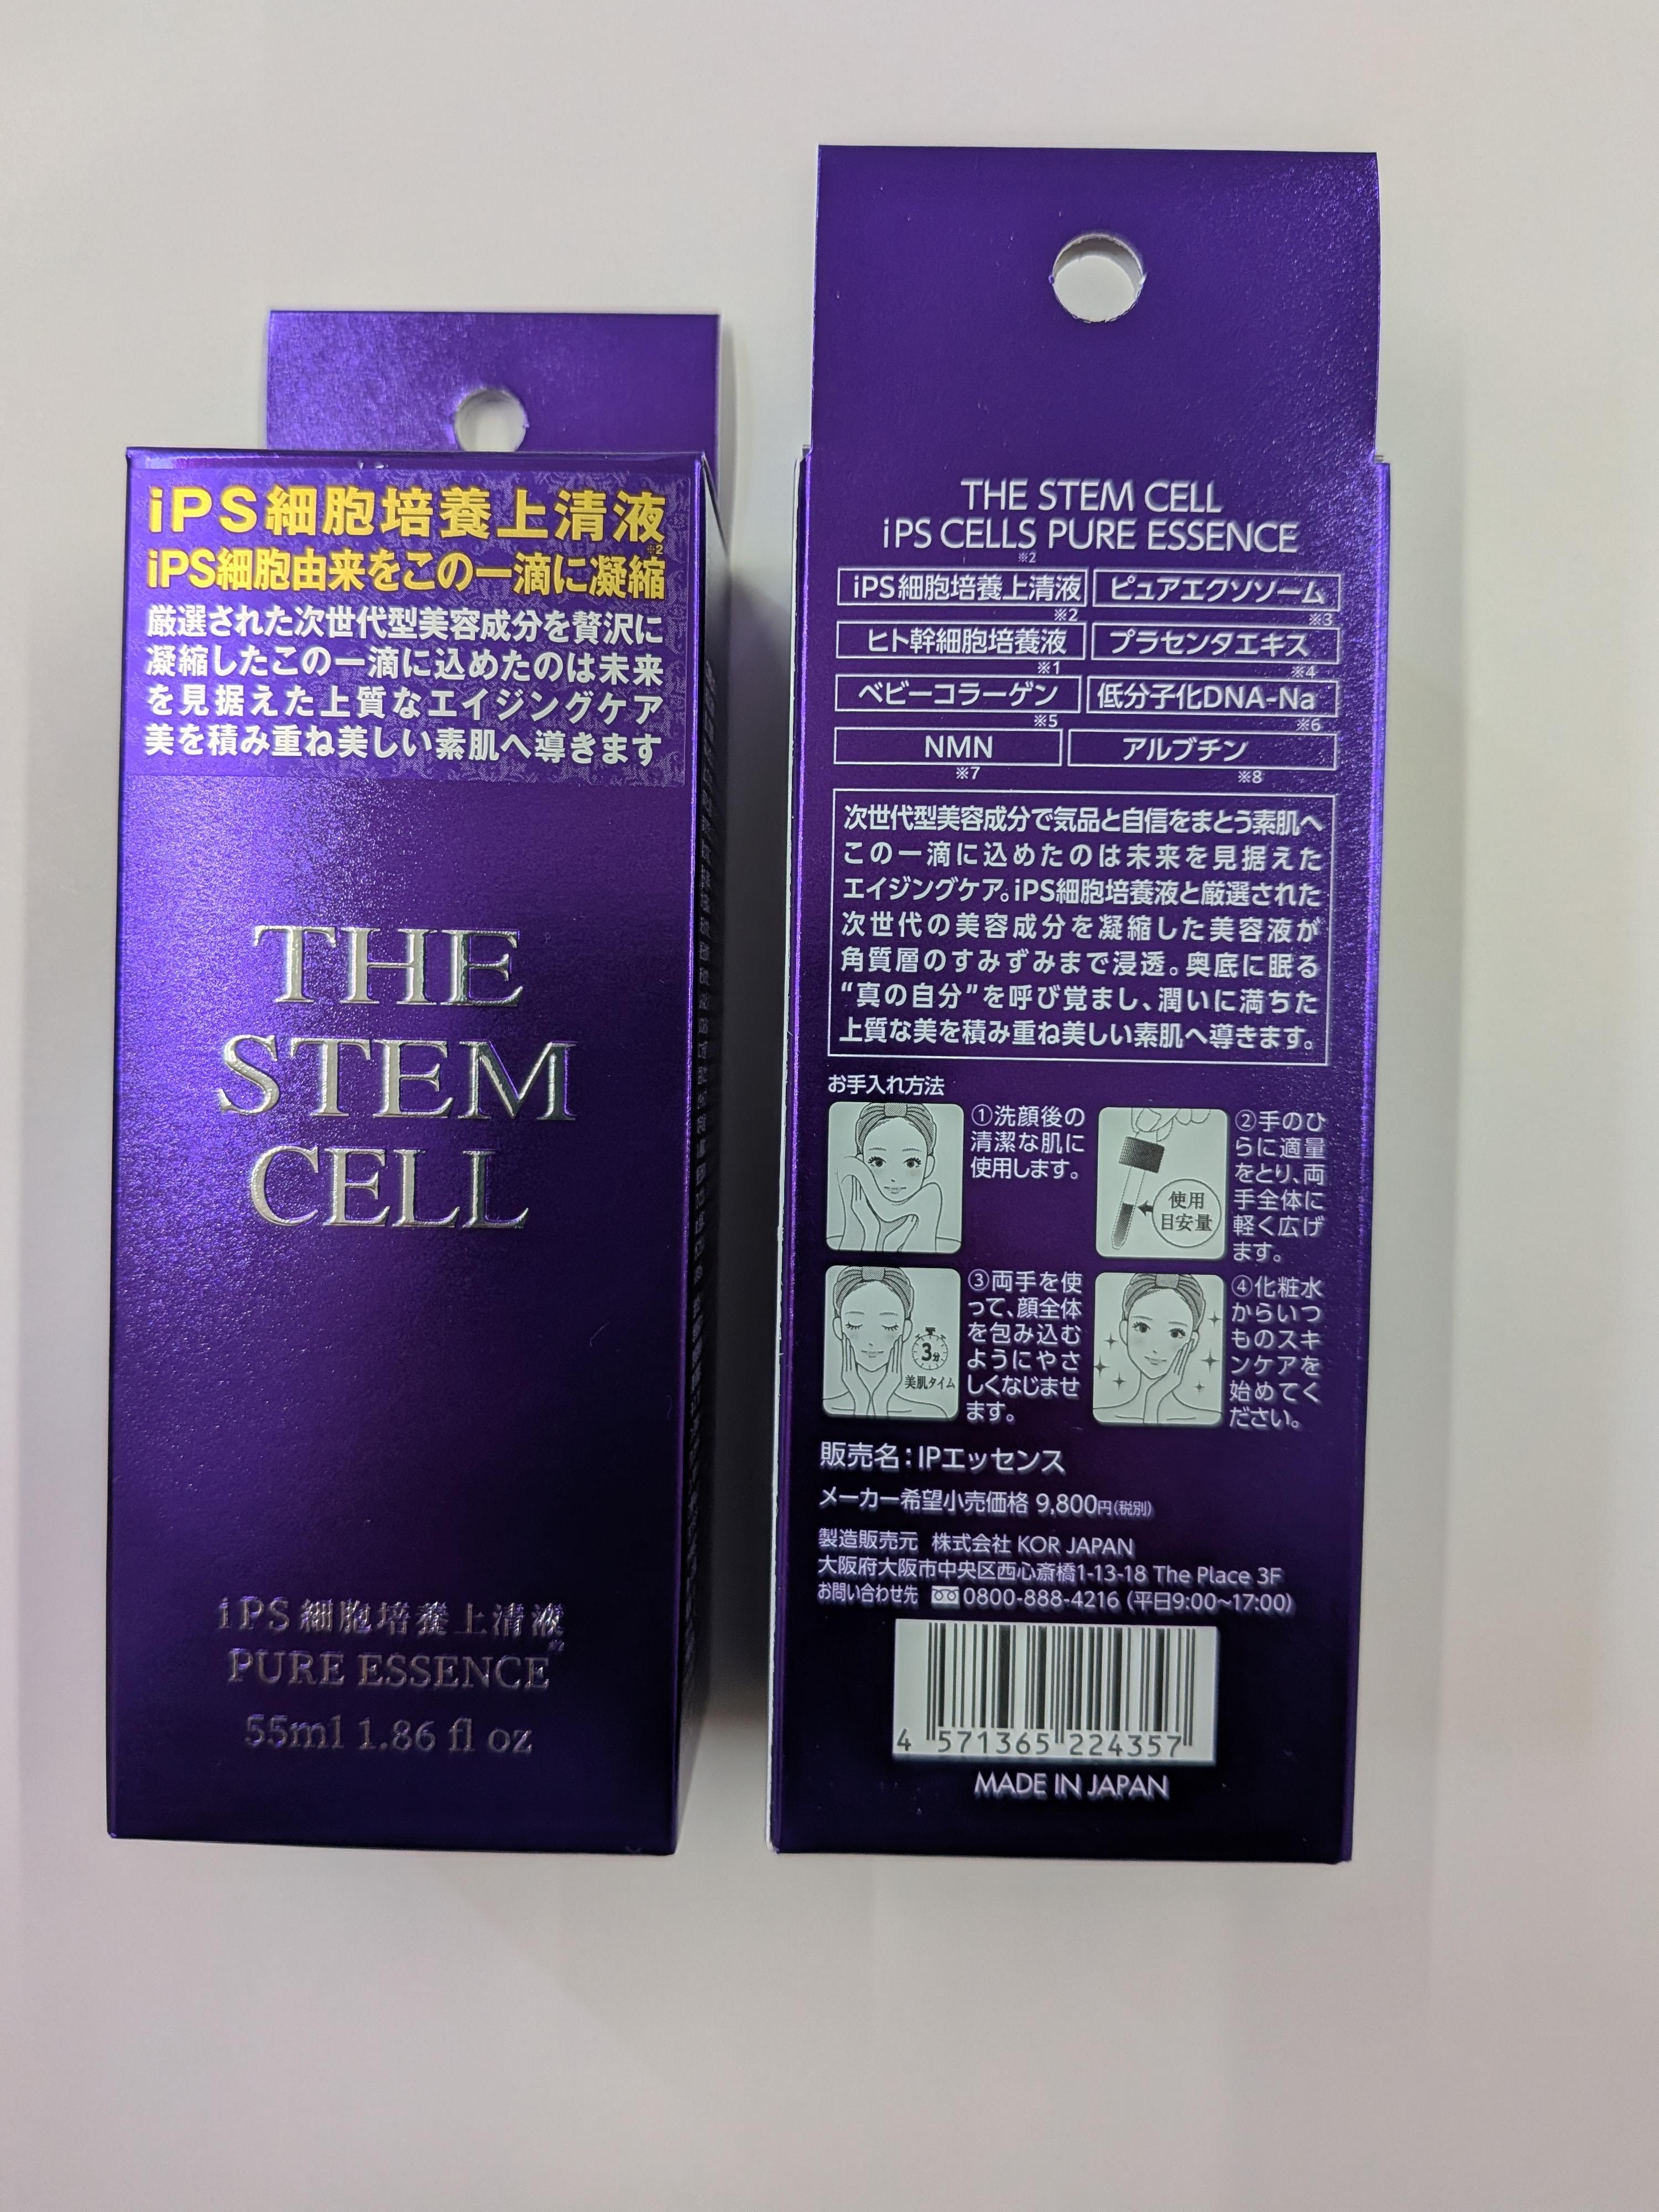 iPS細胞培養上清液
※2
iPS細胞由来をこの一滴に凝縮
厳選された次世代型美容成分を贅沢に
凝縮したこの一滴に込めたのは未来
を見据えた上質なエイジングケア
美を積み重ね美しい素肌へ導きます
THE
STEM
CELL
iPS細胞培養上清液
※2
PURE ESSENCE
55ml 1.86 fl oz
THE STEM CELL
iPS CELLS PURE ESSENCE
※2
iPS細胞培養上清液 ピュアエクソソーム
※2 ※3
ヒト幹細胞培養液 プラセンタエキス
※1 ※4
ベビーコラーゲン 低分子化DNA-Na
※5 ※6
NMN アルブチン
※7 ※8
次世代型美容成分で気品と自信をまとう素肌へ
この一滴に込めたのは未来を見据えた
エイジングケア。iPS細胞培養液と厳選された
次世代の美容成分を凝縮した美容液が
角質層のすみずみまで浸透。奥底に眠る
“真の自分”を呼び覚まし、潤いに満ちた
上質な美を積み重ね美しい素肌へ導きます。
お手入れ方法
①洗顔後の
清潔な肌に
使用します。
使用
目安量
②手のひ
らに適量
をとり、両
手全体に
軽く広げ
ます。
3分
美肌タイム
③両手を使
って、顔全体
を包み込む
ようにやさ
しくなじませ
ます。
④化粧水
からいつ
ものスキ
ンケアを
始めてく
ださい。
販売名：IPエッセンス
メーカー希望小売価格 9,800円(税別)
製造販売元 株式会社 KOR JAPAN
大阪府大阪市中央区西心斎橋1-13-18 The Place 3F
お問い合わせ先 0800-888-4216（平日9:00~17:00）
4 571365 224357
MADE IN JAPAN